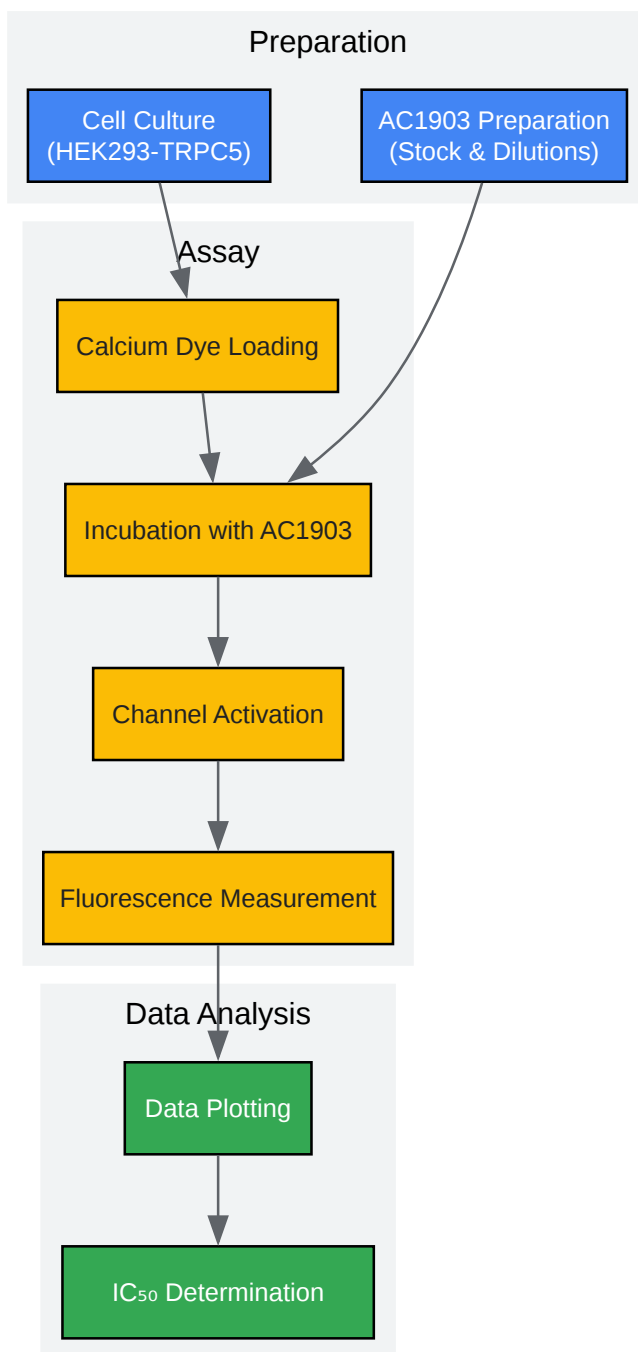 Preparation
Cell Culture
(HEK293-TRPC5)
AC1903 Preparation
(Stock & Dilutions)
Assay
Calcium Dye Loading
Incubation with AC1903
Channel Activation
Fluorescence Measurement
Data Analysis
Data Plotting
IC₅₀ Determination